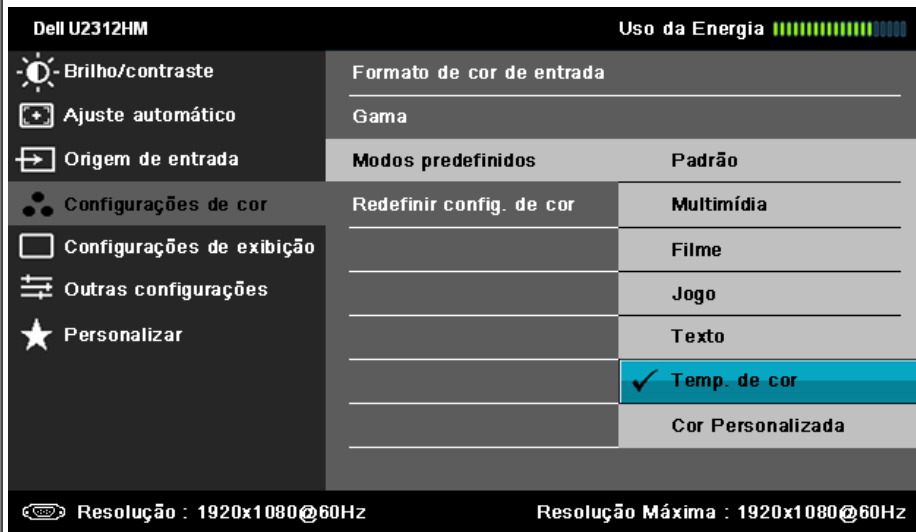 Dell U2312HM
Uso da Energia
Brilho/contraste
Ajuste automático
Origem de entrada
Configurações de cor
Configurações de exibição
Outras configurações
Personalizar
Formato de cor de entrada
Gama
Modos predefinidos
Redefinir config. de cor
Padrão
Multimídia
Filme
Jogo
Texto
Temp. de cor
Cor Personalizada
Resolução : 1920x1080@60Hz
Resolução Máxima : 1920x1080@60Hz